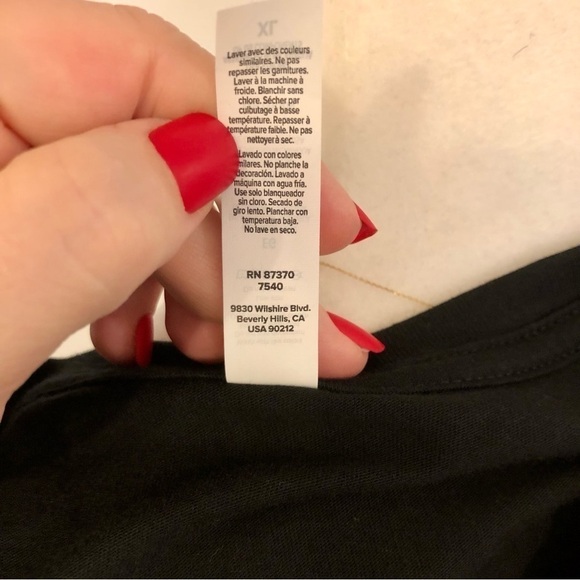 XL
Laver avec des couleurs
similaires. Ne pas
repasser les garnitures.
Laver à la machine à
froide. Blanchir sans
chlore. Sécher par
culbutage à basse
température. Repasser à
température faible. Ne pas
nettoyer à sec.
Lavado con colores
milares. No planche la
decoración. Lavado a
máquina con agua fría.
Use solo blanqueador
sin cloro. Secado de
giro lento. Planchar con
temperatura baja.
No lave en seco.
RN 87370
7540
9830 Wilshire Blvd.
Beverly Hills, CA
USA 90212